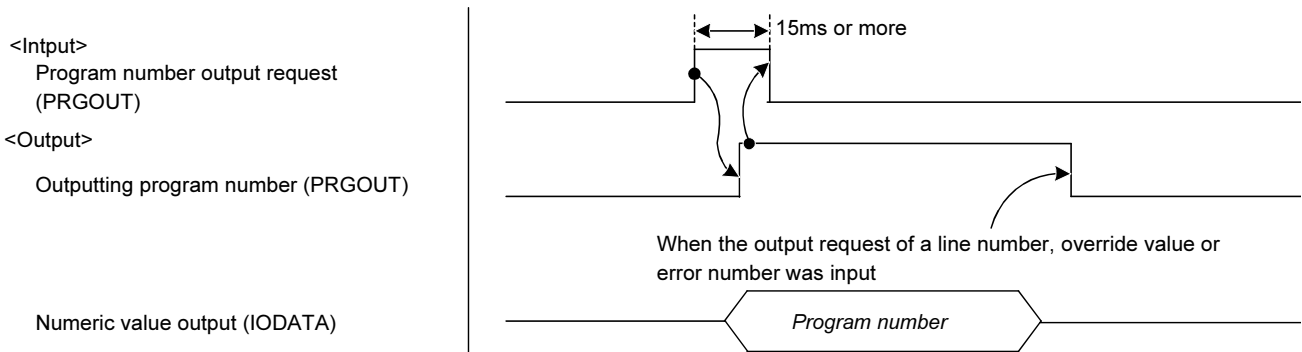 15ms or more
<Intput>
Program number output request
(PRGOUT)
<Output>
Outputting program number (PRGOUT)
When the output request of a line number, override value or
error number was input
Numeric value output (IODATA)
Program number